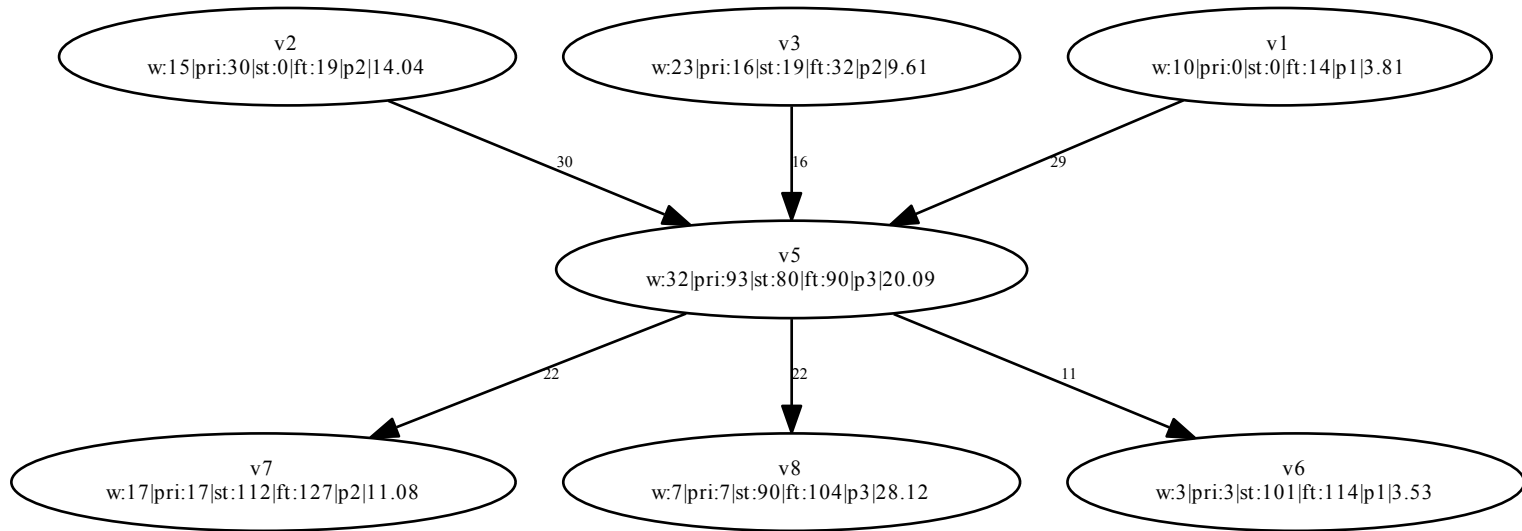 v2
w:15|pri:30|st:0|ft:19|p2|14.04
v3
w:23|pri:16|st:19|ft:32|p2|9.61
v1
w:10|pri:0|st:0|ft:14|p1|3.81
30
16
29
v5
w:32|pri:93|st:80|ft:90|p3|20.09
22
22
11
v7
w:17|pri:17|st:112|ft:127|p2|11.08
v8
w:7|pri:7|st:90|ft:104|p3|28.12
v6
w:3|pri:3|st:101|ft:114|p1|3.53